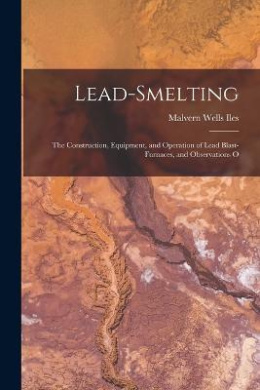 LEAD-SMELTING
Malvern Wells Iles
The Construction, Equipment, and Operation of Lead Blast-
Furnaces, and Observations O